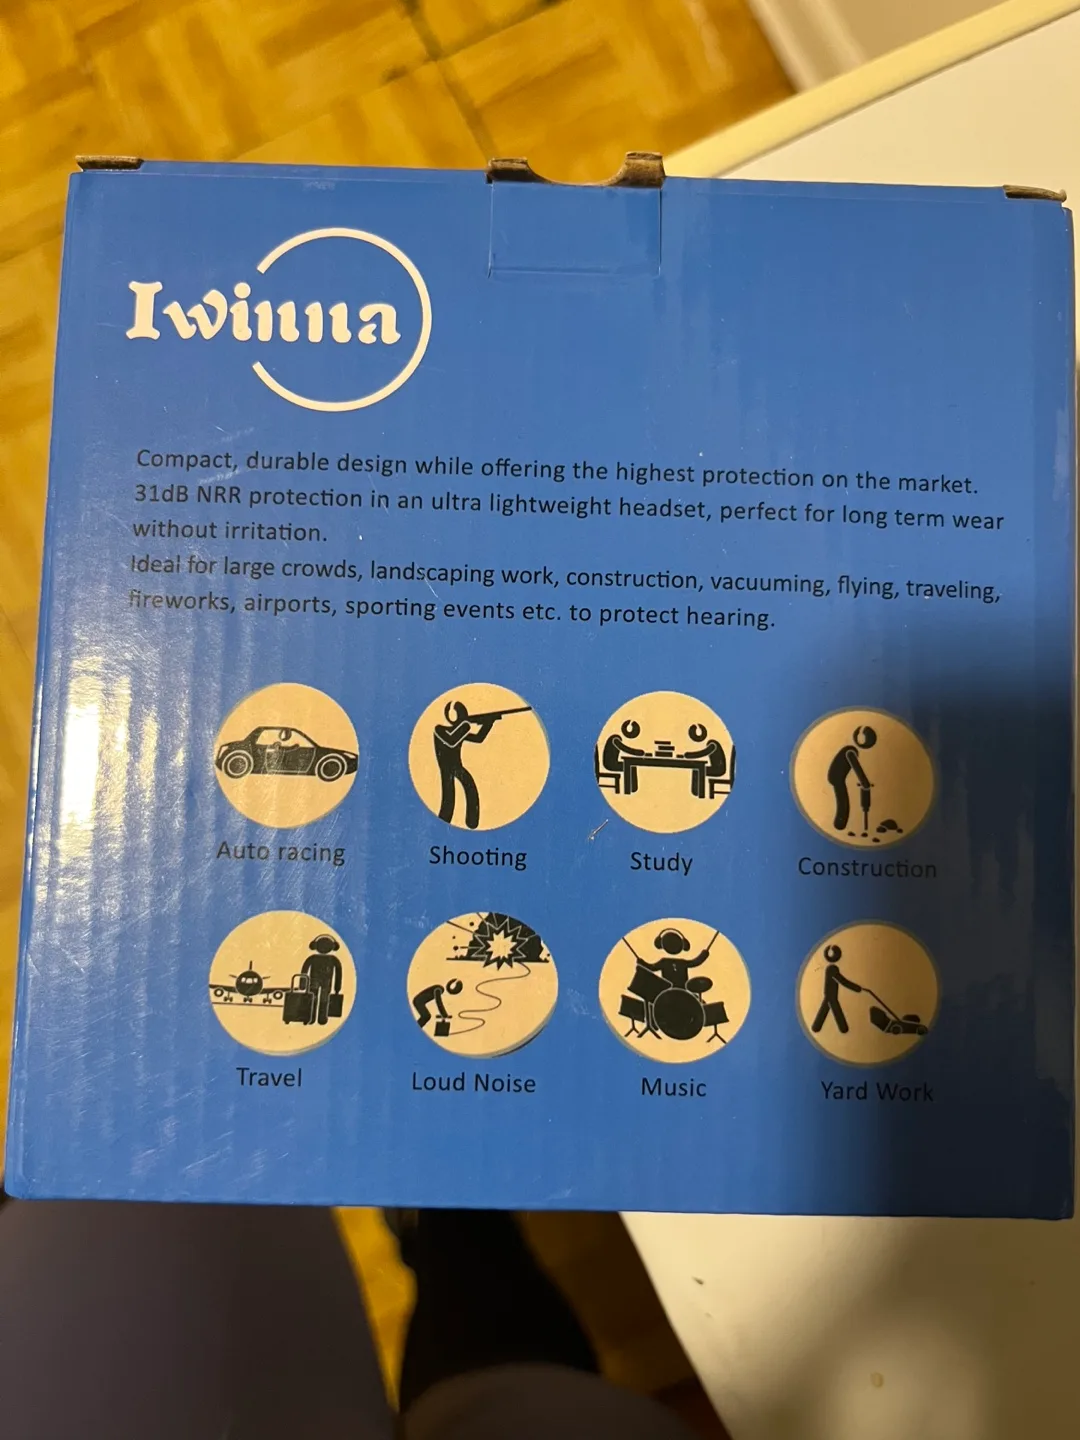 Iwinna
Compact, durable design while offering the highest protection on the market.
31dB NRR protection in an ultra lightweight headset, perfect for long term wear
without irritation.
Ideal for large crowds, landscaping work, construction, vacuuming, flying, traveling,
fireworks, airports, sporting events etc. to protect hearing.
Auto racing
Shooting
Study
Construction
Travel
Loud Noise
Music
Yard Work